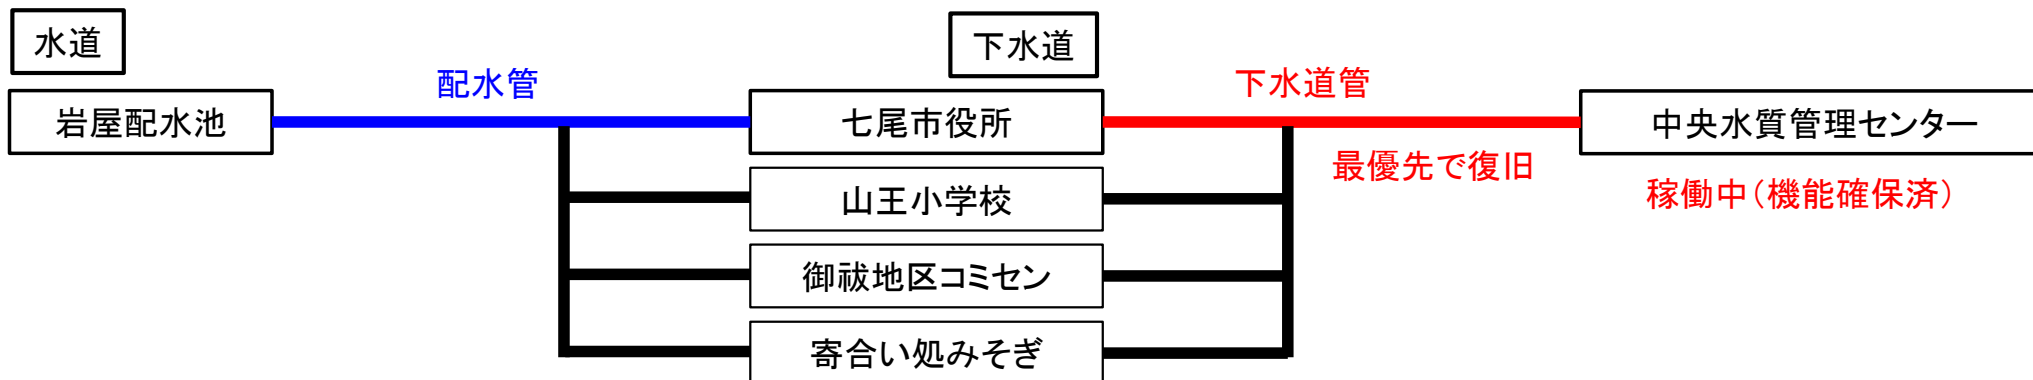 水道
下水道
配水管
下水道管
岩屋配水池
七尾市役所
中央水質管理センター
最優先で復旧
山王小学校
稼働中(機能確保済)
御祓地区コミセン
寄合い処みそぎ